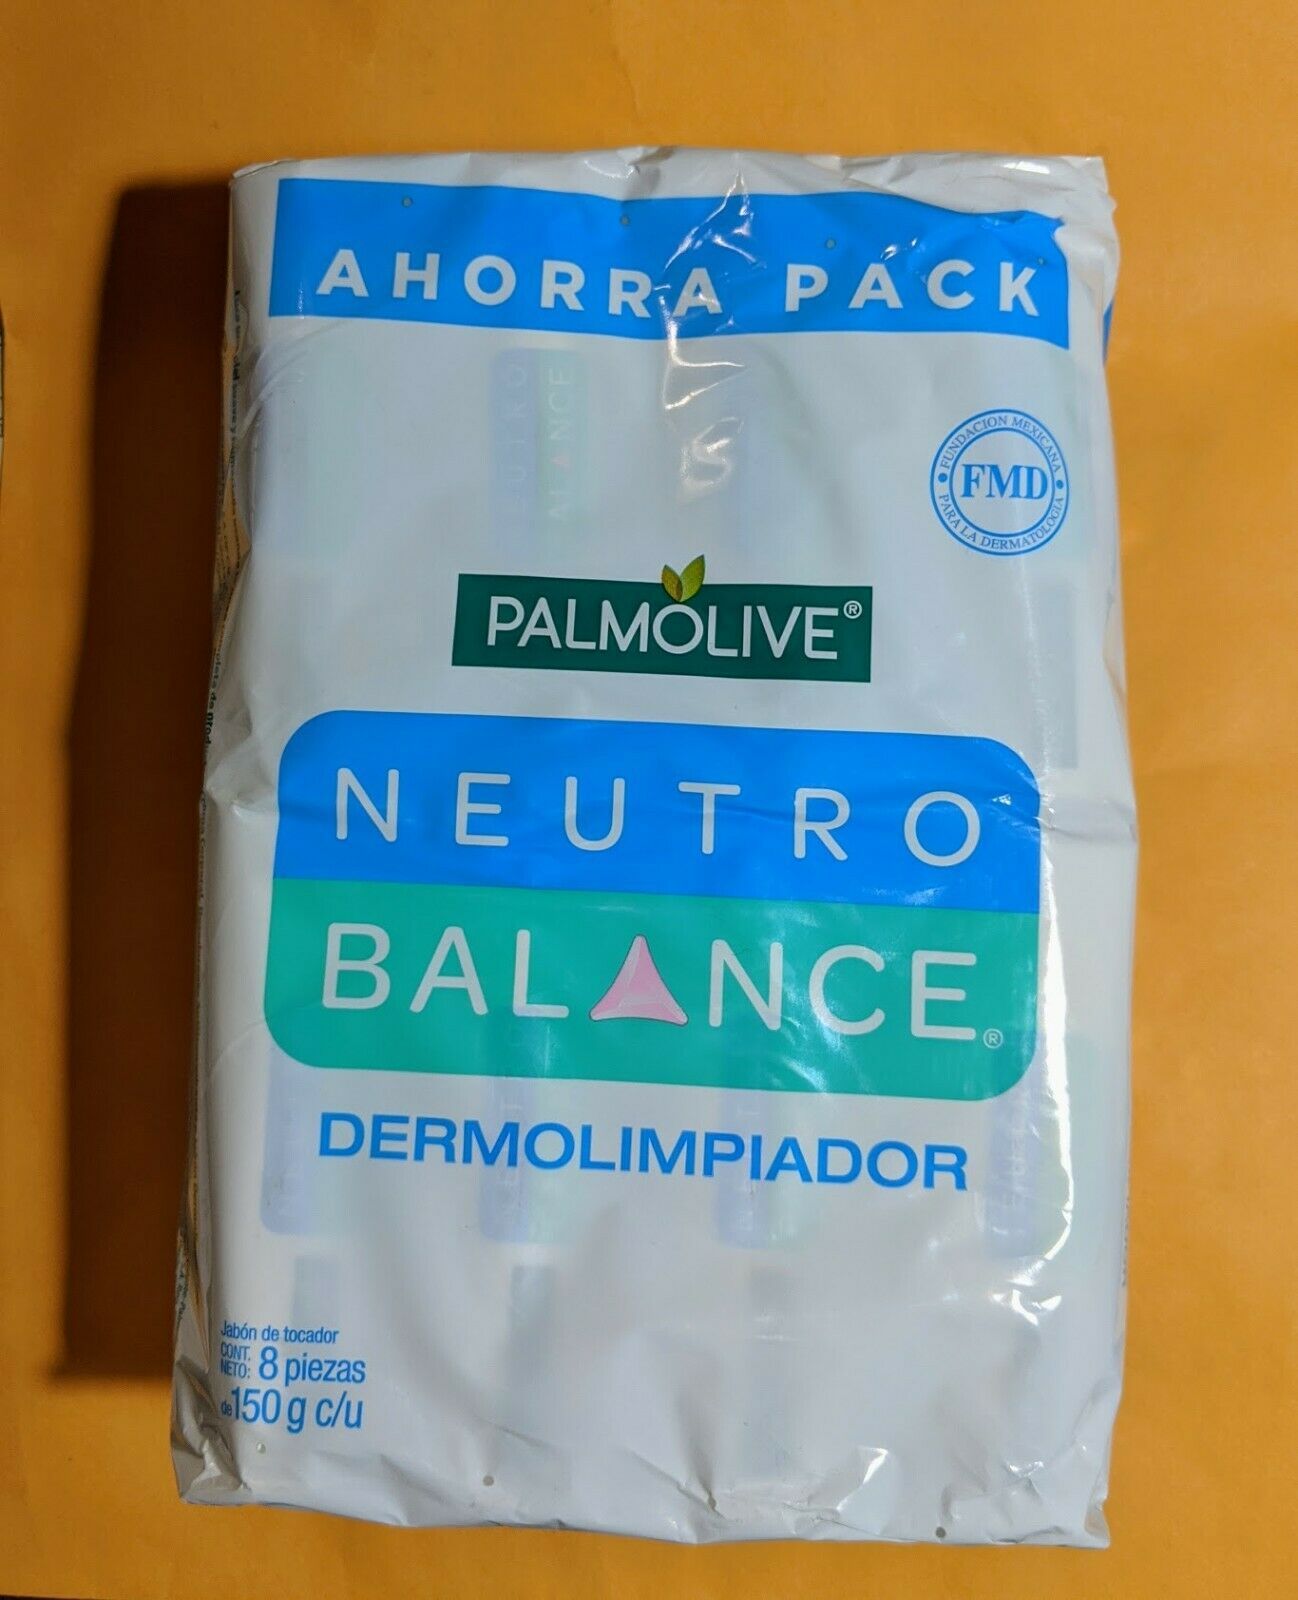 AHORRA PACK
FUNDACION MEXICANA
FMD
PARA LA DERMATOLOGIA
PALMOLIVE®
NEUTRO
BALANCE®
DERMOLIMPIADOR
Jabón de tocador
CONT.
NETO: 8 piezas
de 150 g c/u